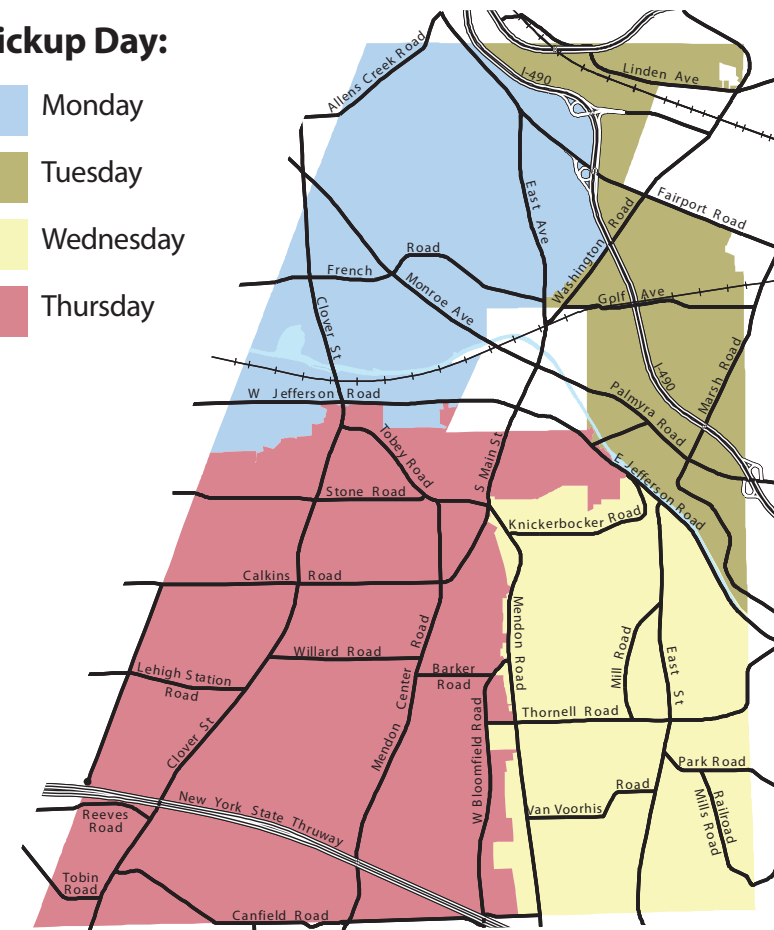 ickup Day:
Monday
Tuesday
Wednesday
Thursday
Allens Creek Road
I-490
Linden Ave
East Ave
Washington Road
Fairport Road
French Road
Monroe Ave
Golf Ave
Clover St
I-490
Marsh Road
W Jefferson Road
Palmyra Road
Tobey Road
S Main St
E Jefferson Road
Stone Road
Knickerbocker Road
Calkins Road
Mendon Road
Willard Road
Mill Road
East St
Lehigh Station
Road
Barker
Road
Mendon Center Road
Thornell Road
Clover St
W Bloomfield Road
Park Road
New York State Thruway
Van Voorhis Road
Railroad
Mills Road
Reeves
Road
Tobin
Road
Canfield Road